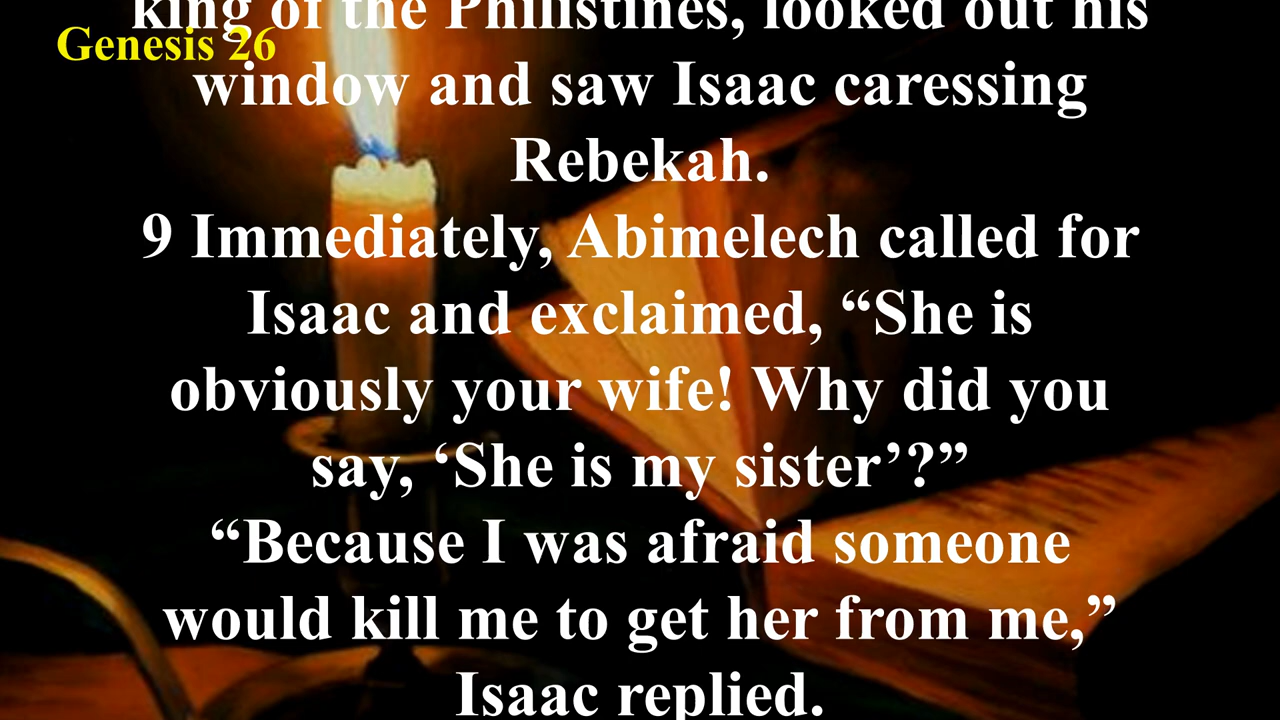 king of the Philistines, looked out his
Genesis 26
window and saw Isaac caressing
Rebekah.
9 Immediately, Abimelech called for
Isaac and exclaimed, “She is
obviously your wife! Why did you
say, ‘She is my sister’?”
“Because I was afraid someone
would kill me to get her from me,”
Isaac replied.